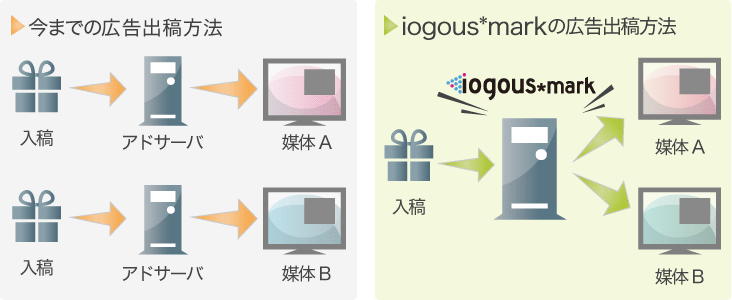 今までの広告出稿方法
入稿
アドサーバ
媒体 A
入稿
アドサーバ
媒体 B
iogous*markの広告出稿方法
iogous*mark
入稿
媒体 A
媒体 B